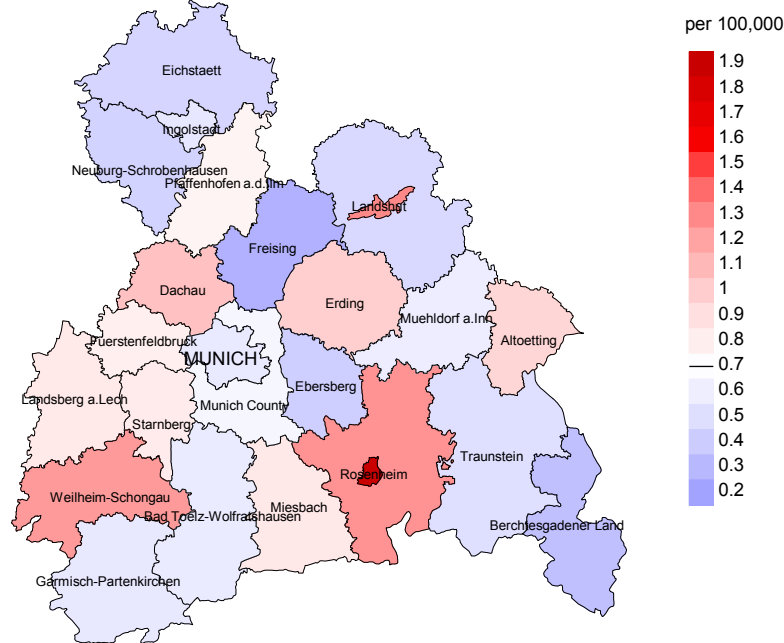 per 100,000
1.9
1.8
1.7
1.6
1.5
1.4
1.3
1.2
1.1
1
0.9
0.8
0.7
0.6
0.5
0.4
0.3
0.2
Eichstaett
Ingolstadt
Neuburg-Schrobenhausen
Pfaffenhofen a.d.Ilm
Landshut
Freising
Dachau
Erding
Muehldorf a.Inn
Altoetting
Fuerstenfeldbruck
MUNICH
Ebersberg
Landsberg a.Lech
Munich County
Starnberg
Traunstein
Rosenheim
Weilheim-Schongau
Miesbach
Bad Toelz-Wolfratshausen
Berchtesgadener Land
Garmisch-Partenkirchen